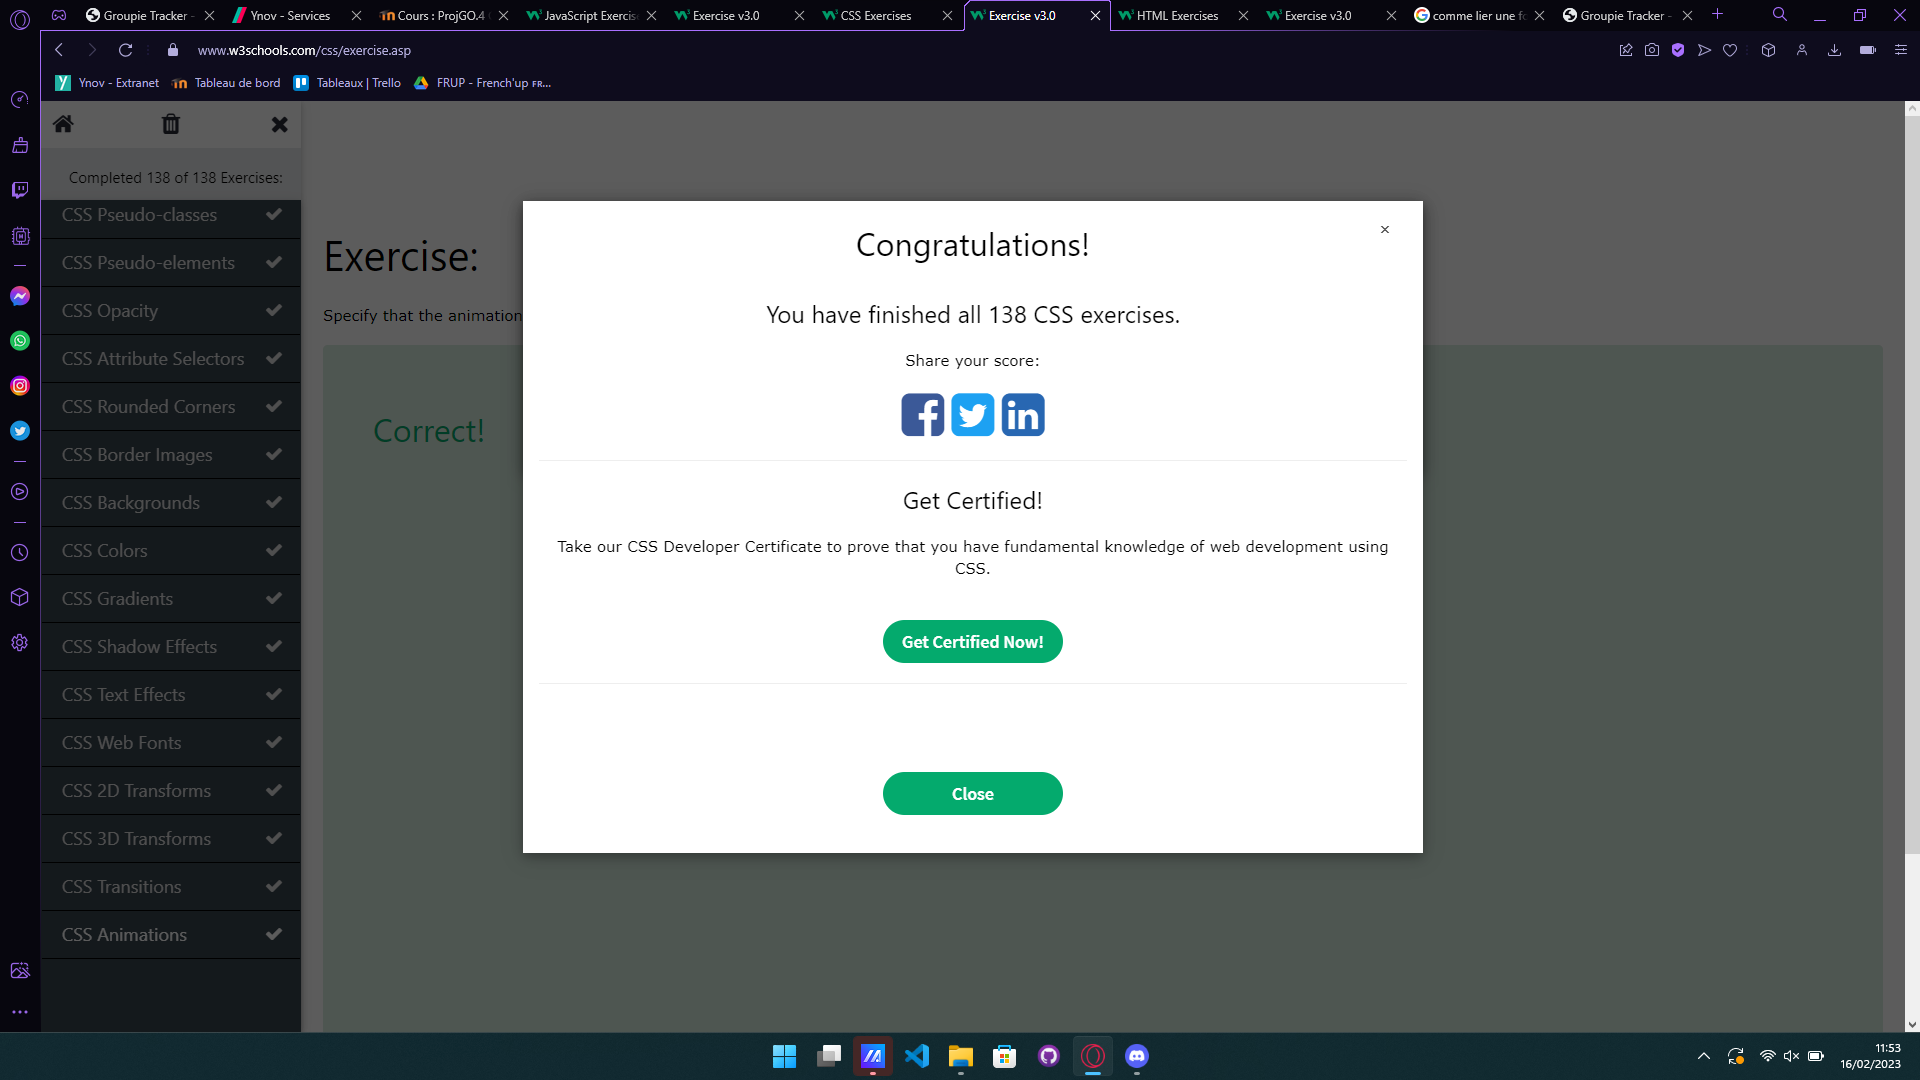 Groupie Tracker -
Ynov - Services
Cours : ProjGO.4
JavaScript Exercise
Exercise v3.0
CSS Exercises
Exercise v3.0
HTML Exercises
Exercise v3.0
comme lier une fo
Groupie Tracker -
www.w3schools.com/css/exercise.asp
Ynov - Extranet
Tableau de bord
Tableaux | Trello
FRUP - French'up FR...
Completed 138 of 138 Exercises:
CSS Pseudo-classes
CSS Pseudo-elements
CSS Opacity
CSS Attribute Selectors
CSS Rounded Corners
CSS Border Images
CSS Backgrounds
CSS Colors
CSS Gradients
CSS Shadow Effects
CSS Text Effects
CSS Web Fonts
CSS 2D Transforms
CSS 3D Transforms
CSS Transitions
CSS Animations
Exercise:
Specify that the animation
Correct!
×
Congratulations!
You have finished all 138 CSS exercises.
Share your score:
Get Certified!
Take our CSS Developer Certificate to prove that you have fundamental knowledge of web development using
CSS.
Get Certified Now!
Close
11:53
16/02/2023